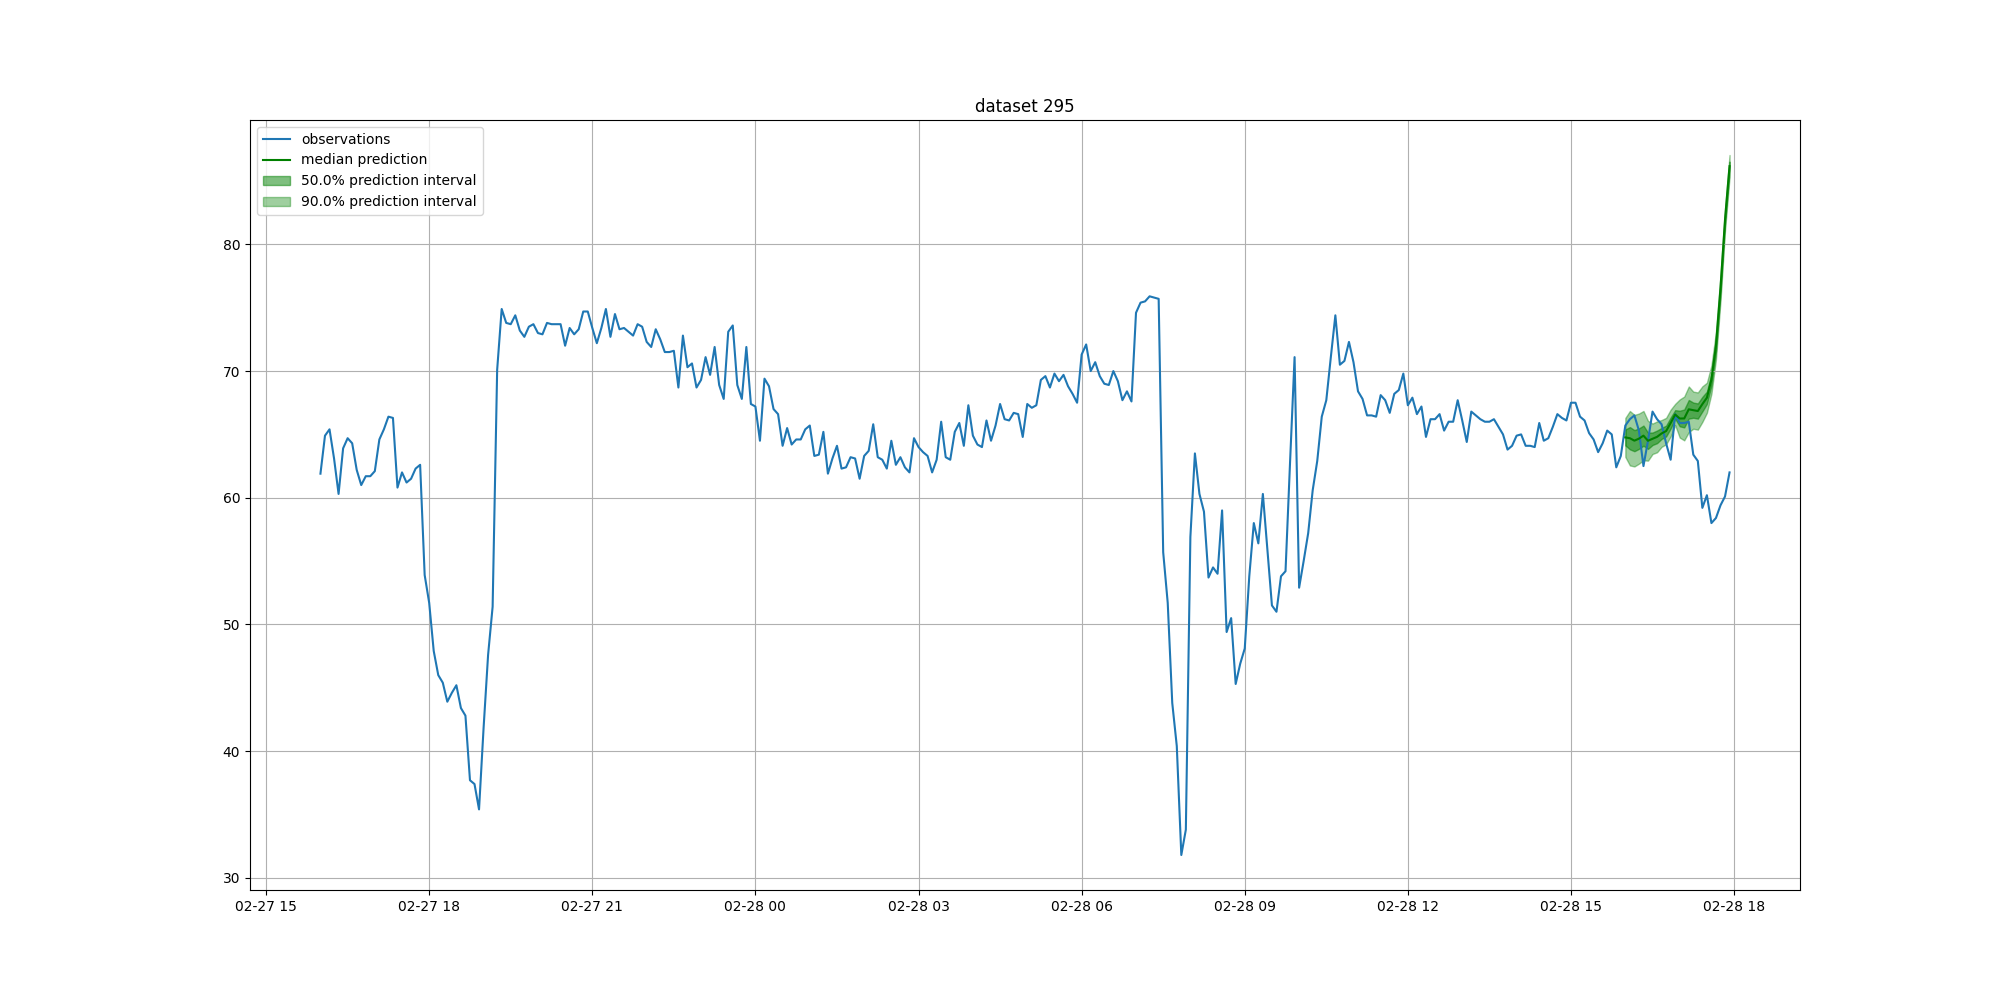 dataset 295
observations
median prediction
50.0% prediction interval
90.0% prediction interval
80
70
60
50
40
30
02-27 15 02-27 18 02-27 21 02-28 00 02-28 03 02-28 06 02-28 09 02-28 12 02-28 15 02-28 18